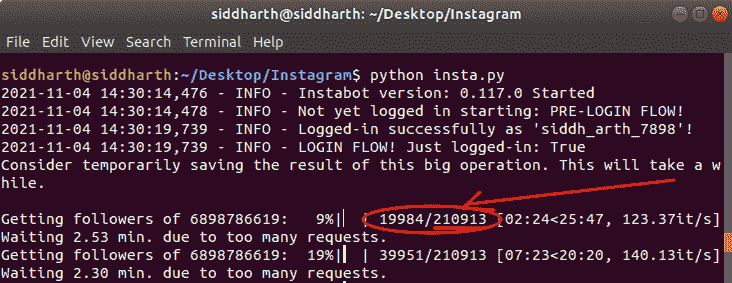 siddharth@siddharth: ~/Desktop/Instagram
File Edit View Search Terminal Help
siddharth@siddharth:~/Desktop/Instagram$ python insta.py
2021-11-04 14:30:14,476 - INFO - Instabot version: 0.117.0 Started
2021-11-04 14:30:14,478 - INFO - Not yet logged in starting: PRE-LOGIN FLOW!
2021-11-04 14:30:19,739 - INFO - Logged-in successfully as 'siddh_arth_7898'!
2021-11-04 14:30:19,739 - INFO - LOGIN FLOW! Just logged-in: True
Consider temporarily saving the result of this big operation. This will take a w
hile.
Getting followers of 6898786619:   9%|▉  | 19984/210913 [02:24<25:47, 123.37it/s]
Waiting 2.53 min. due to too many requests.
Getting followers of 6898786619:  19%|▉  | 39951/210913 [07:23<20:20, 140.13it/s]
Waiting 2.30 min. due to too many requests.